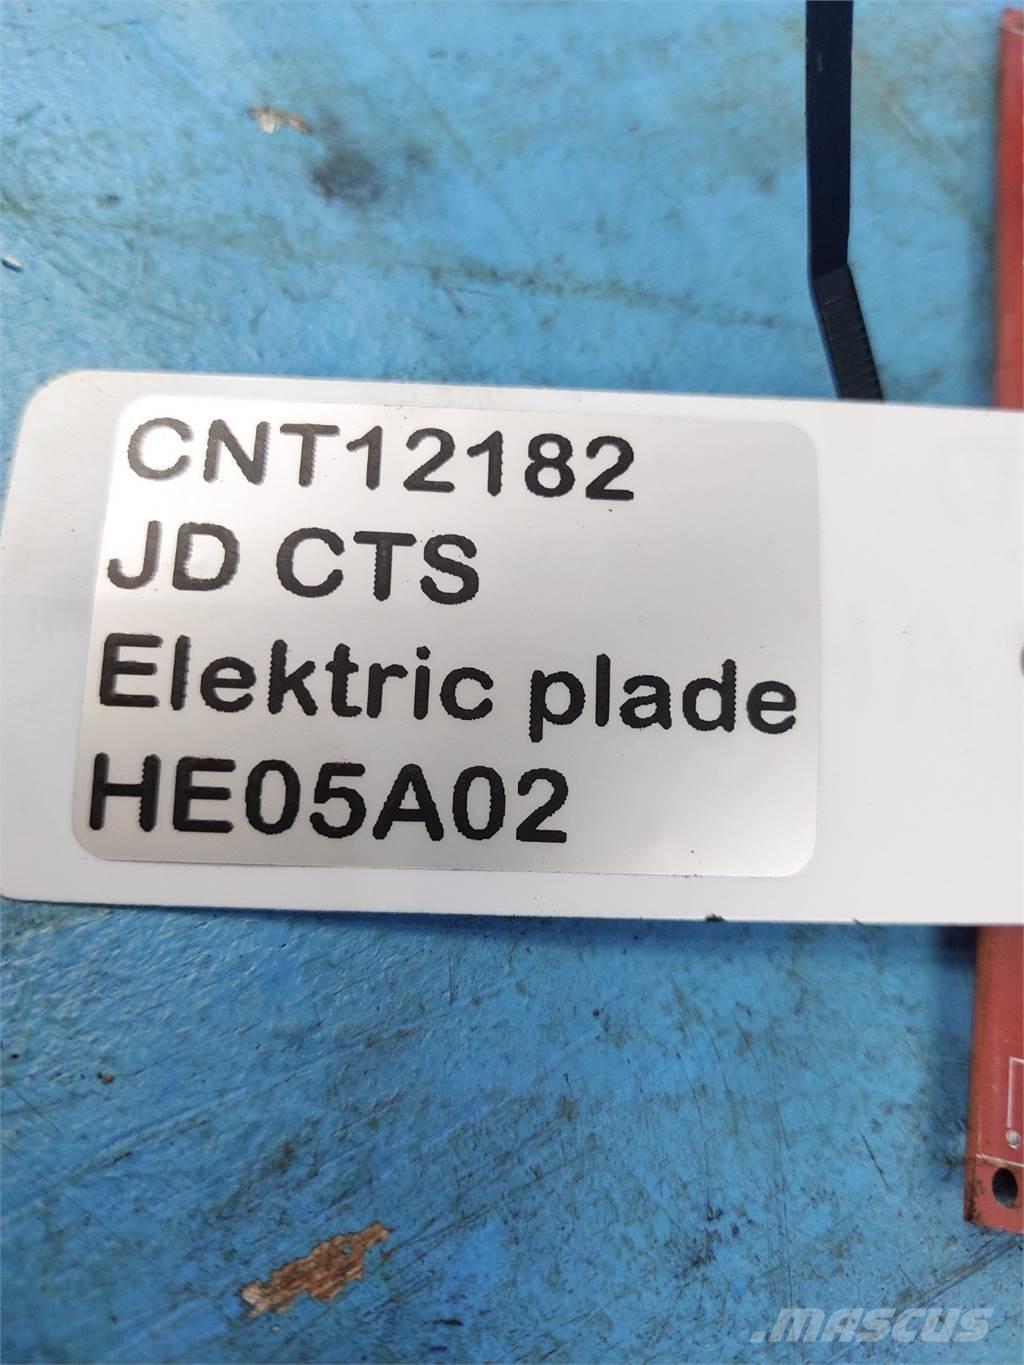 CNT12182
JD CTS
Elektric plade
HE05A02
.MASCUS